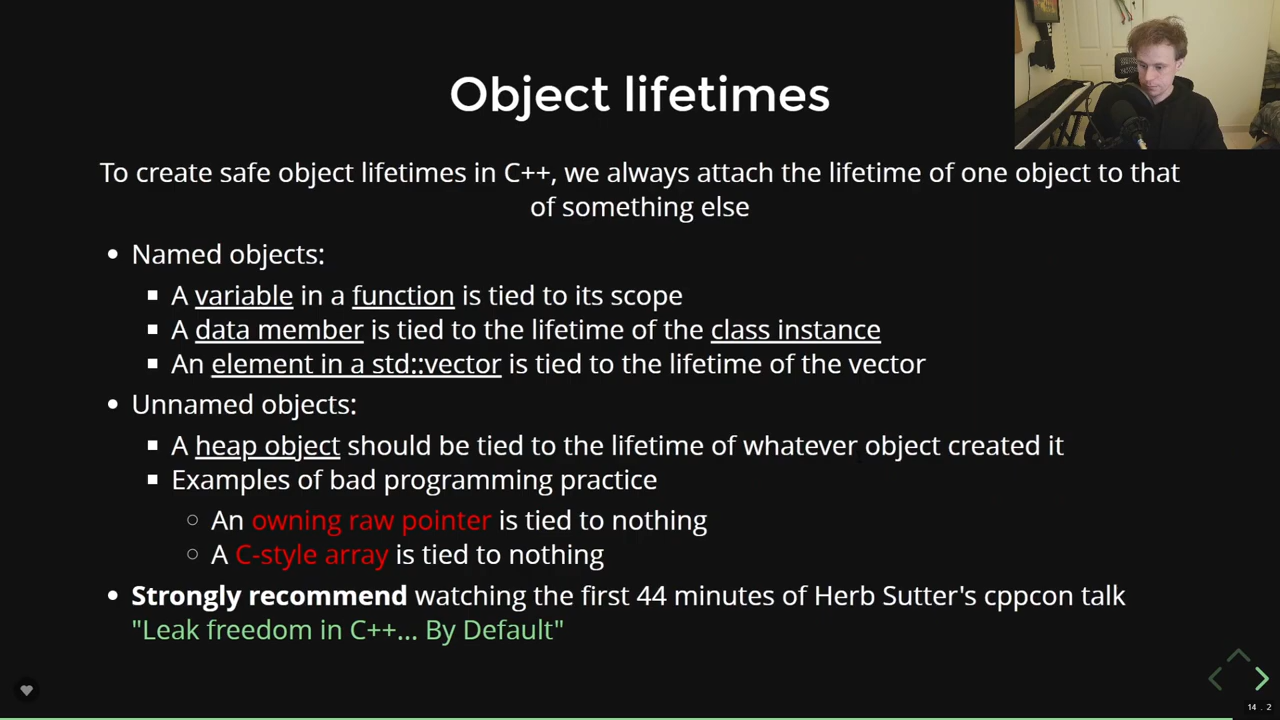 Object lifetimes
To create safe object lifetimes in C++, we always attach the lifetime of one object to that
of something else
Named objects:
A variable in a function is tied to its scope
A data member is tied to the lifetime of the class instance
An element in a std::vector is tied to the lifetime of the vector
Unnamed objects:
A heap object should be tied to the lifetime of whatever object created it
Examples of bad programming practice
An owning raw pointer is tied to nothing
A C-style array is tied to nothing
Strongly recommend watching the first 44 minutes of Herb Sutter's cppcon talk
"Leak freedom in C++... By Default"
14 . 2